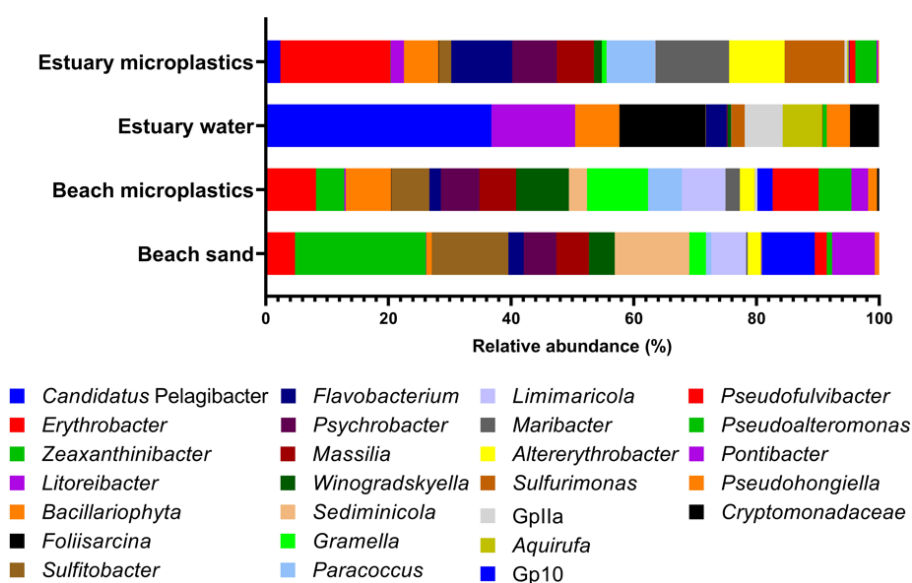 Estuary microplastics
Estuary water
Beach microplastics
Beach sand
0 20 40 60 80 100
Relative abundance (%)
Candidatus Pelagibacter Flavobacterium Limimaricola Pseudofulvibacter
Erythrobacter Psychrobacter Maribacter Pseudoalteromonas
Zeaxanthinibacter Massilia Altererythrobacter Pontibacter
Litoreibacter Winogradskyella Sulfurimonas Pseudohongiella
Bacillariophyta Sediminicola GpIIa Cryptomonadaceae
Foliisarcina Gramella Aquirufa
Sulfitobacter Paracoccus Gp10